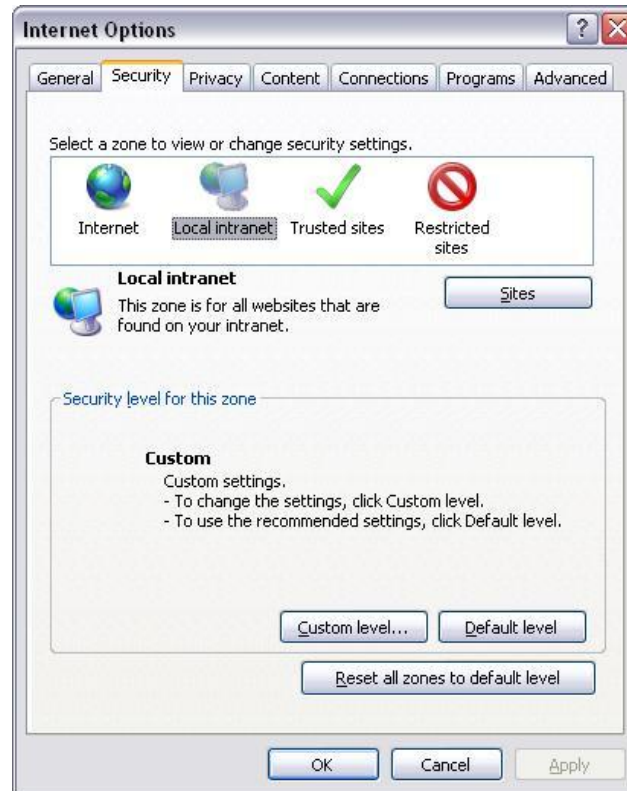 Internet Options
General Security Privacy Content Connections Programs Advanced
Select a zone to view or change security settings.
Internet Local intranet Trusted sites Restricted
sites
Local intranet
This zone is for all websites that are
found on your intranet.
Sites
Security level for this zone
Custom
Custom settings.
- To change the settings, click Custom level.
- To use the recommended settings, click Default level.
Custom level... Default level
Reset all zones to default level
OK Cancel Apply